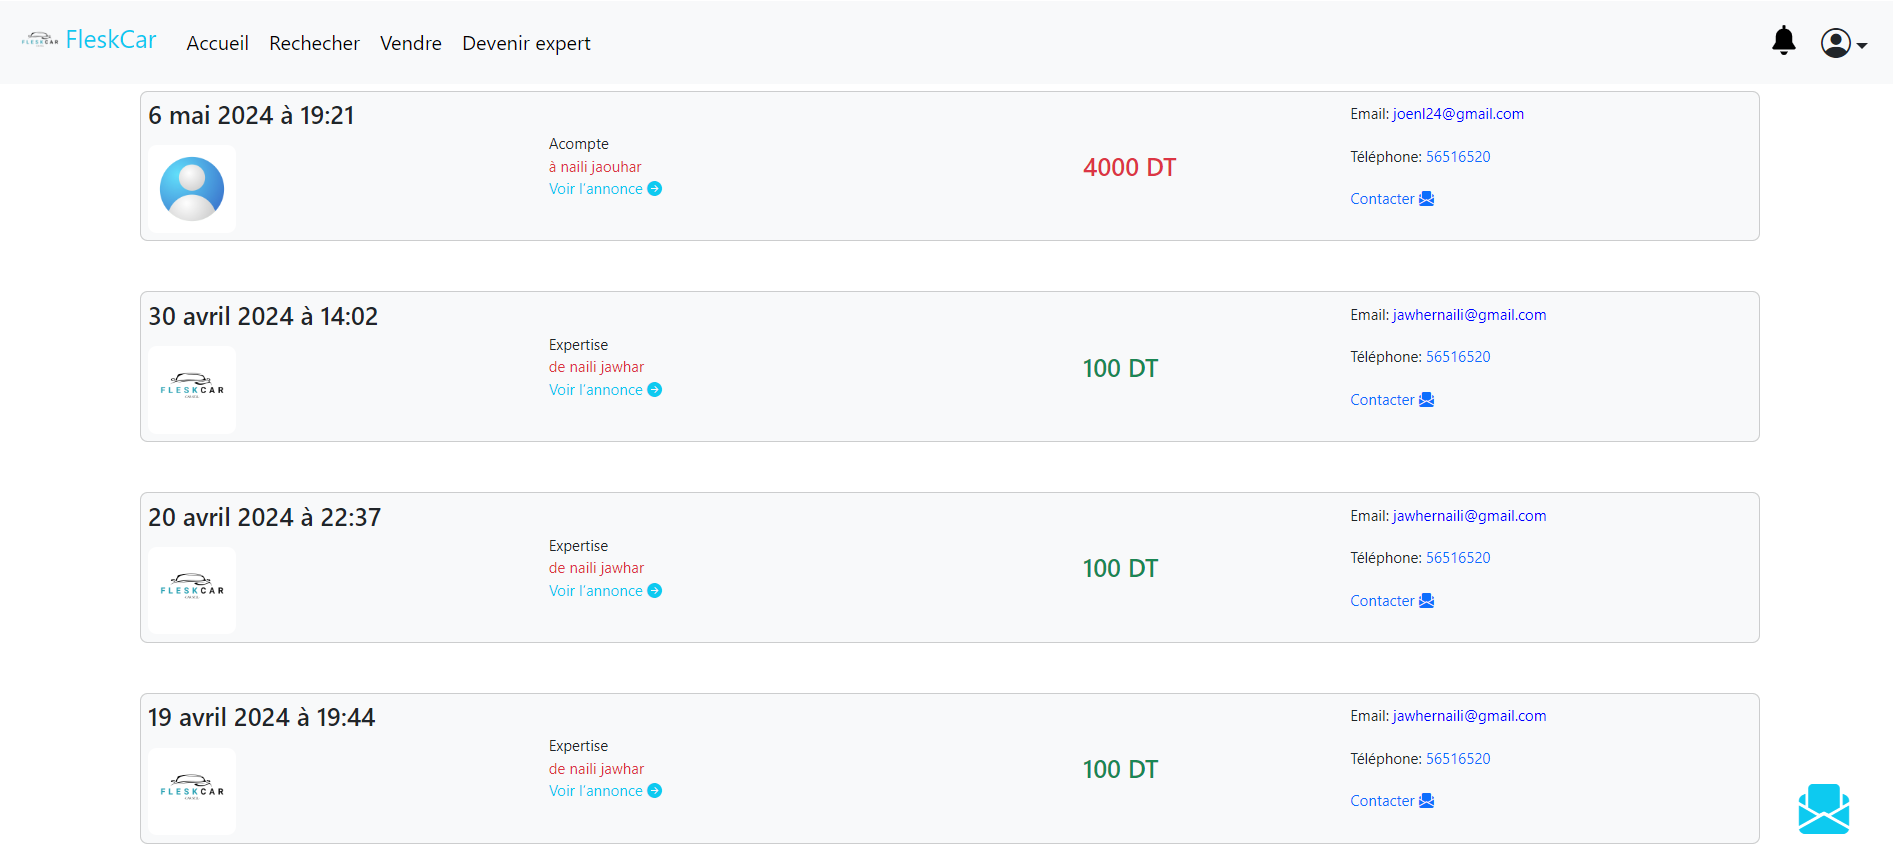 FLESKCAR FleskCar Accueil Rechecher Vendre Devenir expert
6 mai 2024 à 19:21
Acompte
à naili jaouhar
Voir l'annonce
4000 DT
Email: joenl24@gmail.com
Téléphone: 56516520
Contacter
30 avril 2024 à 14:02
FLESKCAR
Expertise
de naili jawhar
Voir l'annonce
100 DT
Email: jawhernaili@gmail.com
Téléphone: 56516520
Contacter
20 avril 2024 à 22:37
FLESKCAR
Expertise
de naili jawhar
Voir l'annonce
100 DT
Email: jawhernaili@gmail.com
Téléphone: 56516520
Contacter
19 avril 2024 à 19:44
FLESKCAR
Expertise
de naili jawhar
Voir l'annonce
100 DT
Email: jawhernaili@gmail.com
Téléphone: 56516520
Contacter